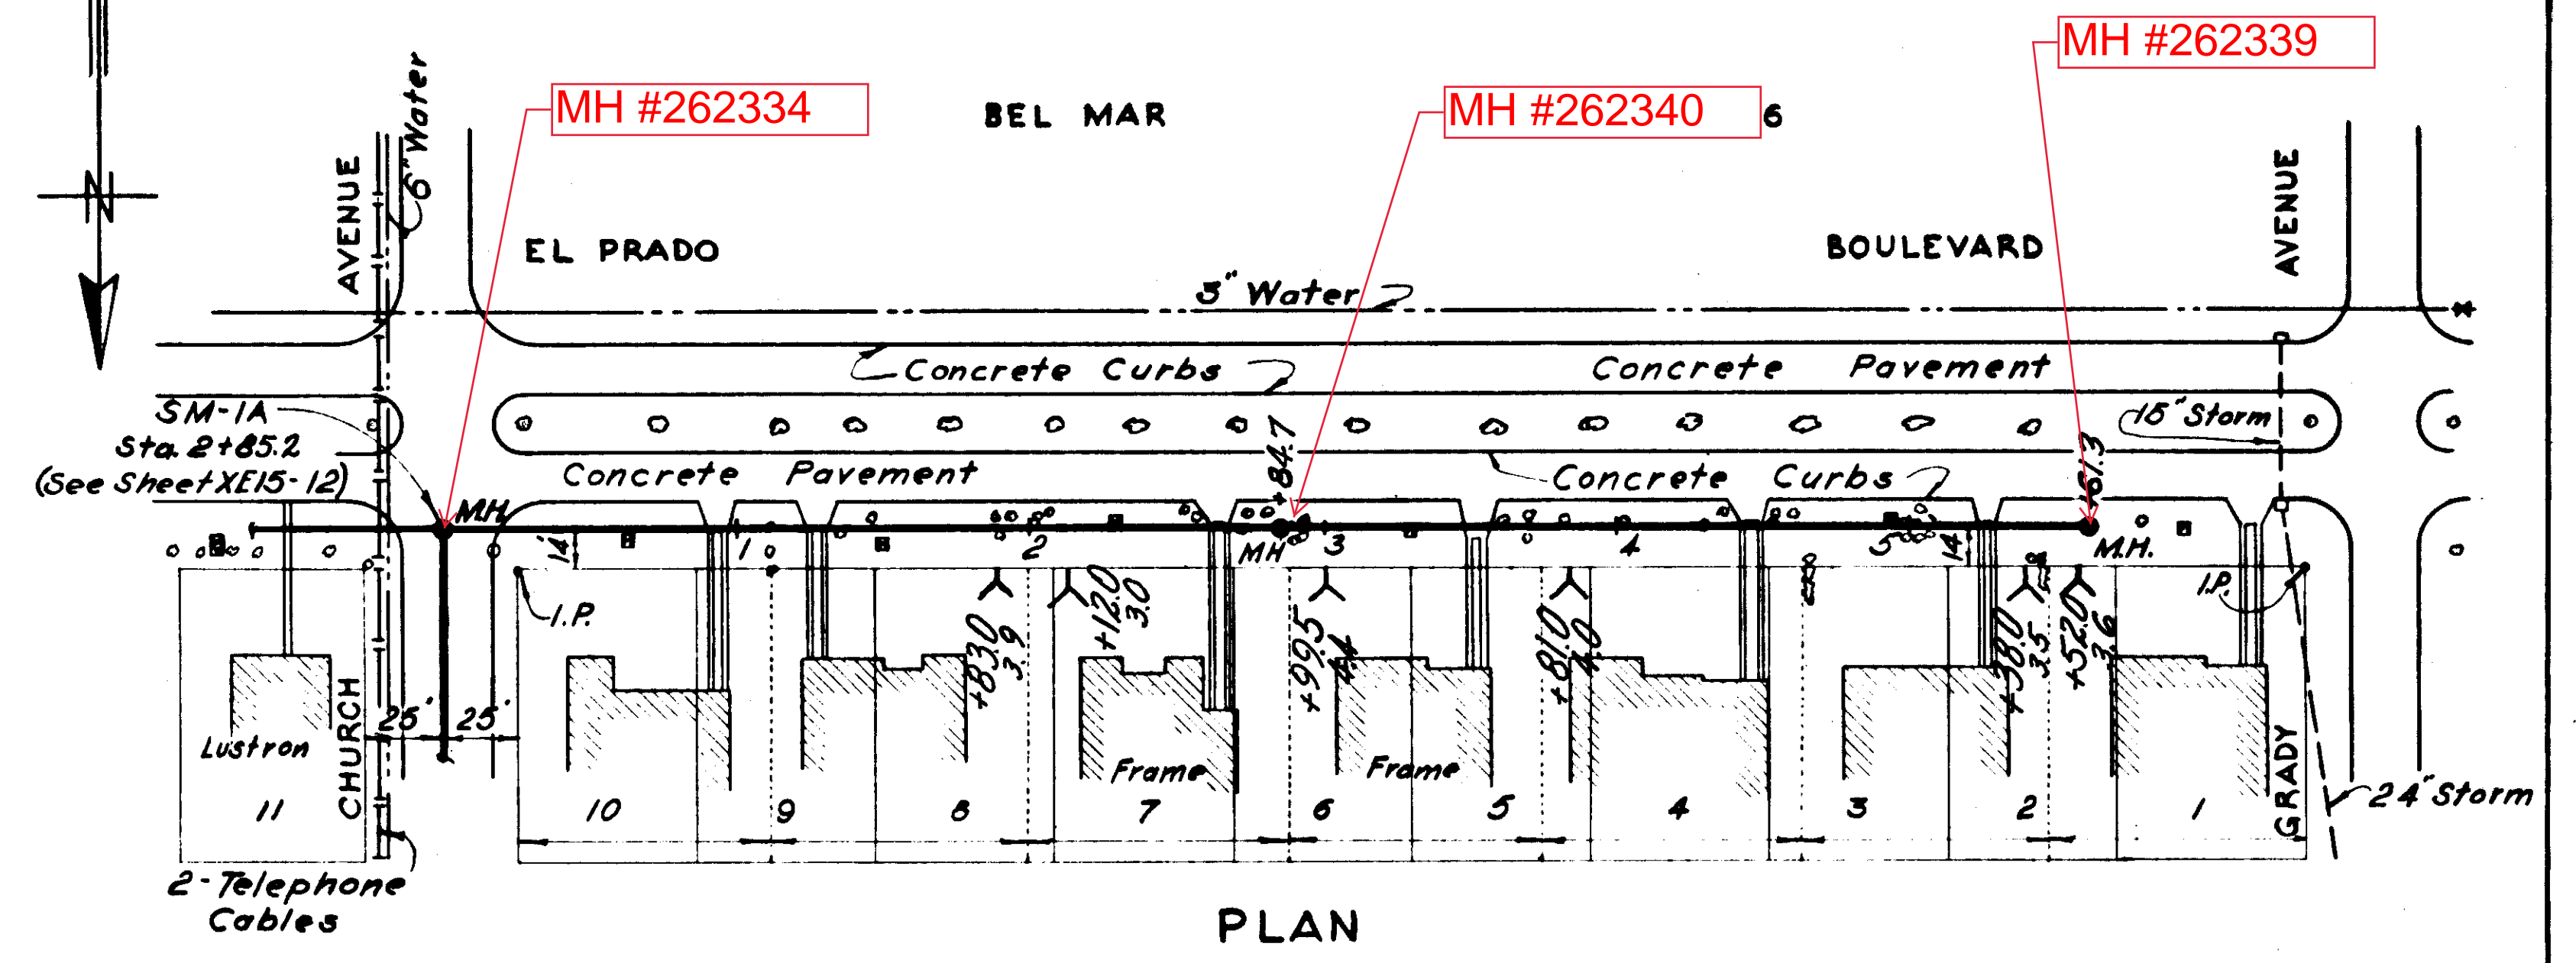 MH #262339
MH #262334
BEL MAR
MH #262340
6
6" Water
AVENUE
N
AVENUE
EL PRADO
BOULEVARD
3" Water
Concrete Curbs
Concrete Pavement
SM-1A
Sta. 2+85.2
(See Sheet XE15-12)
15" Storm
+84.7
+61.3
Concrete Pavement
Concrete Curbs
M.H.
14'
1
2
MH
3
4
5
14'
M.H.
I.P.
I.P.
+83.0
3.9
+12.0
3.0
+99.5
4.4
+81.0
4.0
+38.0
3.5
+52.0
3.6
25'
25'
Lustron
CHURCH
Frame
Frame
GRADY
24" Storm
11
10
9
8
7
6
5
4
3
2
1
2-Telephone
Cables
PLAN